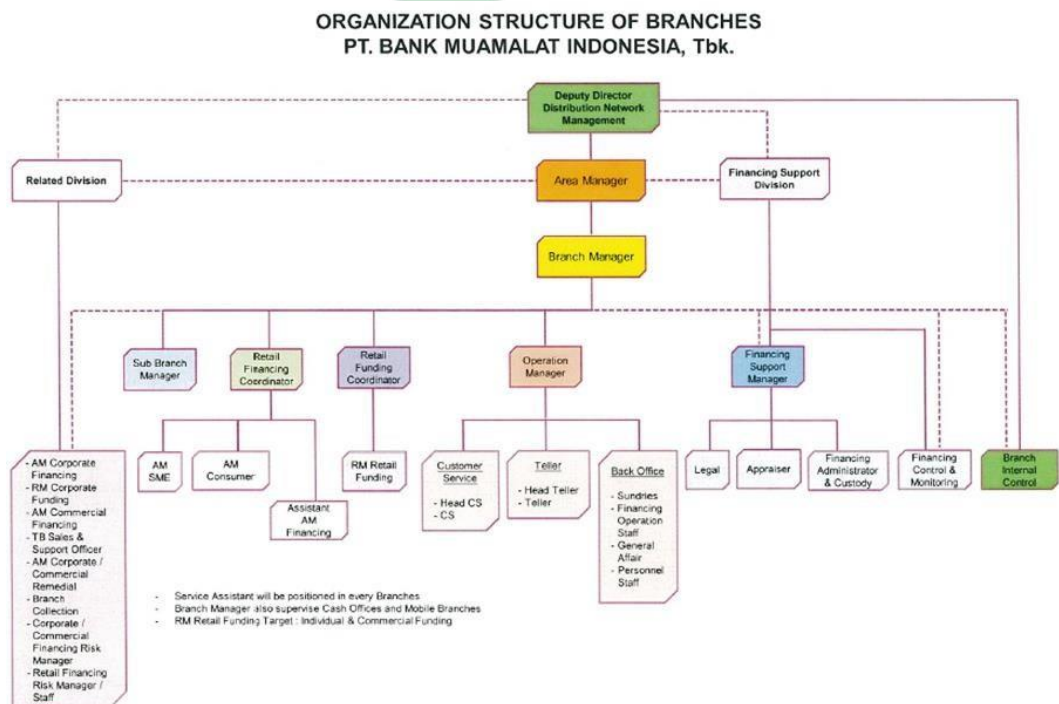 ORGANIZATION STRUCTURE OF BRANCHES
PT. BANK MUAMALAT INDONESIA, Tbk.
Deputy Director
Distribution Network
Management
Related Division
Area Manager
Financing Support
Division
Branch Manager
Sub Branch
Manager
Retail
Financing
Coordinator
Retail
Funding
Coordinator
Operation
Manager
Financing
Support
Manager
- AM Corporate
Financing
- RM Corporate
Funding
- AM Commercial
Financing
- TB Sales &
Support Officer
- AM Corporate /
Commercial
Remedial
- Branch
Collection
- Corporate /
Commercial
Financing Risk
Manager
- Retail Financing
Risk Manager /
Staff
AM
SME
AM
Consumer
Assistant
AM
Financing
RM Retail
Funding
Customer
Service
- Head CS
- CS
Teller
- Head Teller
- Teller
Back Office
- Sundries
- Financing
Operation
Staff
- General
Affair
- Personnel
Staff
Legal
Appraiser
Financing
Administrator
& Custody
Financing
Control &
Monitoring
Branch
Internal
Control
- Service Assistant will be positioned in every Branches
- Branch Manager also supervise Cash Offices and Mobile Branches
- RM Retail Funding Target : Individual & Commercial Funding